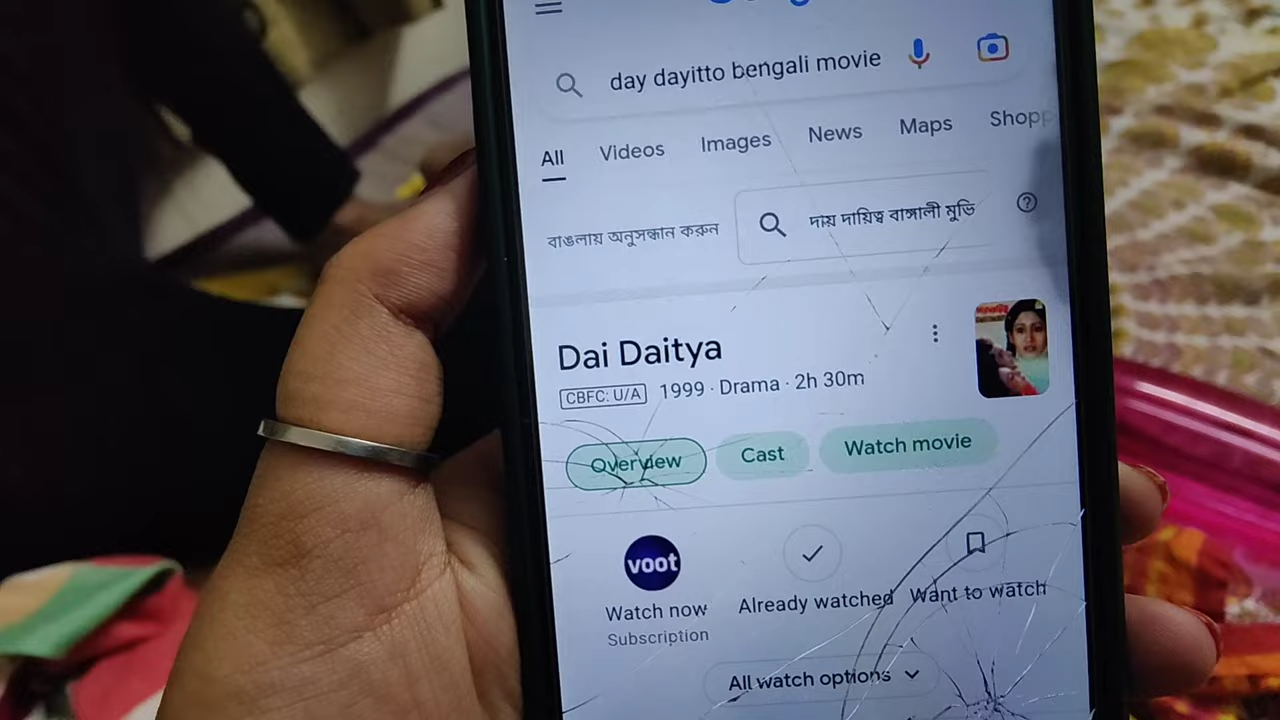 day dayitto bengali movie
All Videos Images News Maps Shopp
বাঙলায় অনুসন্ধান করুন দায় দায়িত্ব বাঙ্গালী মুভি
Dai Daitya
CBFC: U/A 1999 · Drama · 2h 30m
Overview Cast Watch movie
voot
Watch now Already watched Want to watch
Subscription
All watch options